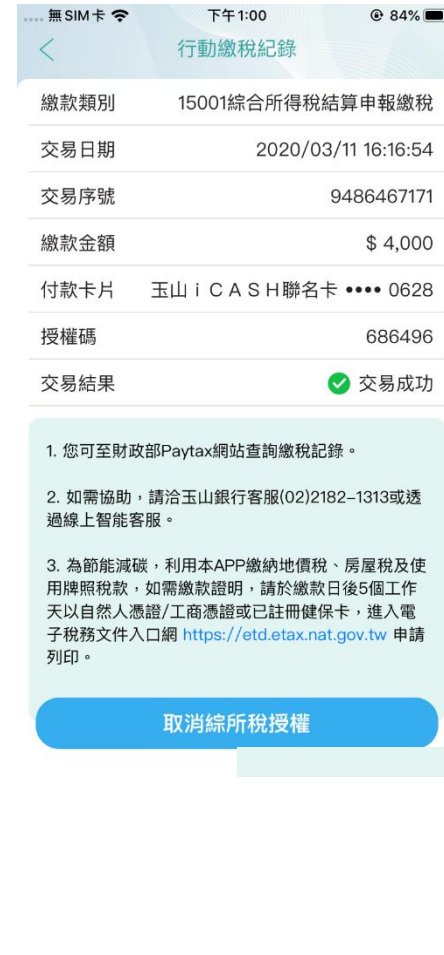 無SIM卡 下午1:00 84%
行動繳稅紀錄
繳款類別 15001綜合所得稅結算申報繳稅
交易日期 2020/03/11 16:16:54
交易序號 9486467171
繳款金額 $ 4,000
付款卡片 玉山ｉＣＡＳＨ聯名卡 •••• 0628
授權碼 686496
交易結果 交易成功
1. 您可至財政部Paytax網站查詢繳稅記錄。
2. 如需協助，請洽玉山銀行客服(02)2182–1313或透
過線上智能客服。
3. 為節能減碳，利用本APP繳納地價稅、房屋稅及使
用牌照稅款，如需繳款證明，請於繳款日後5個工作
天以自然人憑證/工商憑證或已註冊健保卡，進入電
子稅務文件入口網 https://etd.etax.nat.gov.tw 申請
列印。
取消綜所稅授權